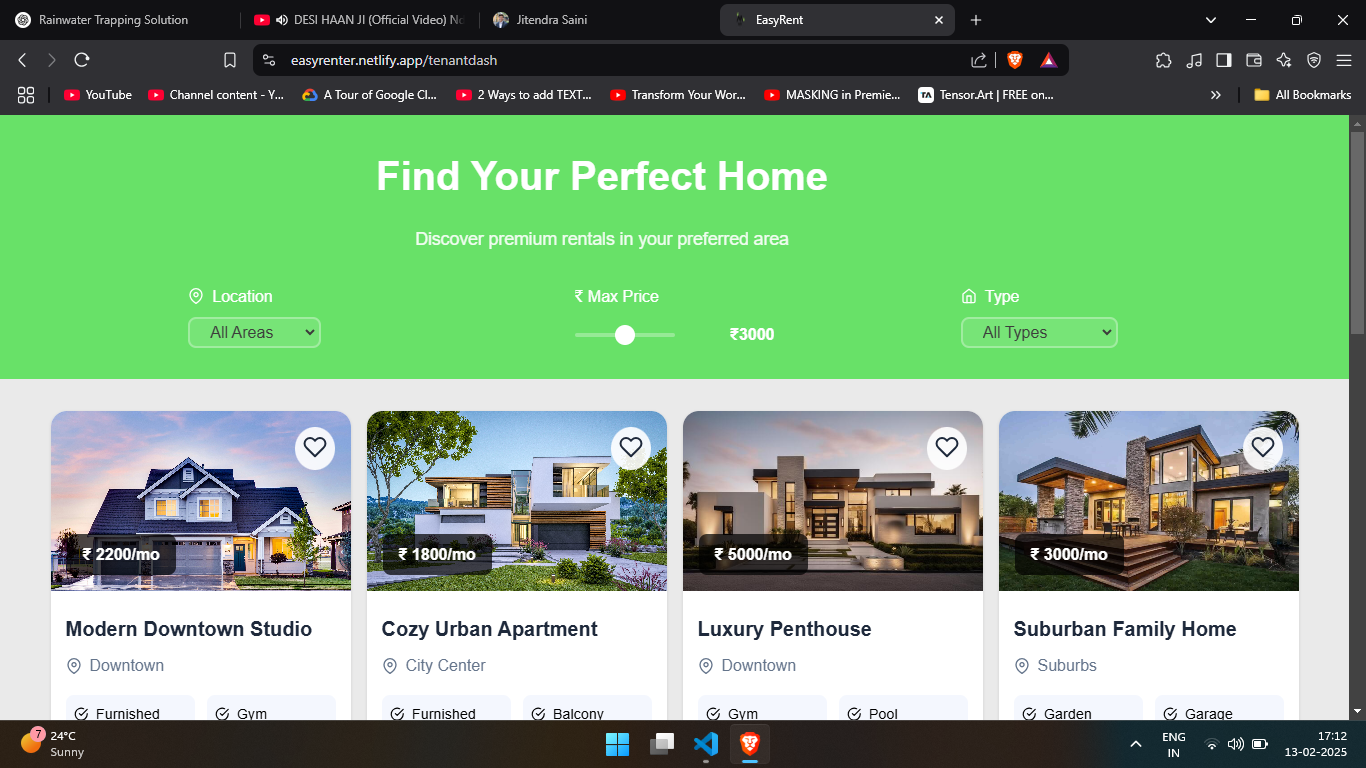 Rainwater Trapping Solution
DESI HAAN JI (Official Video) No
Jitendra Saini
EasyRent
easyrenter.netlify.app/tenantdash
YouTube
Channel content - Y...
A Tour of Google Cl...
2 Ways to add TEXT...
Transform Your Wor...
MASKING in Premie...
TA
Tensor.Art | FREE on...
All Bookmarks
Find Your Perfect Home
Discover premium rentals in your preferred area
Location
₹ Max Price
Type
All Areas
₹3000
All Types
₹ 2200/mo
₹ 1800/mo
₹ 5000/mo
₹ 3000/mo
Modern Downtown Studio
Cozy Urban Apartment
Luxury Penthouse
Suburban Family Home
Downtown
City Center
Downtown
Suburbs
Furnished
Gym
Furnished
Balcony
Gym
Pool
Garden
Garage
7
24°C
Sunny
ENG
IN
17:12
13-02-2025